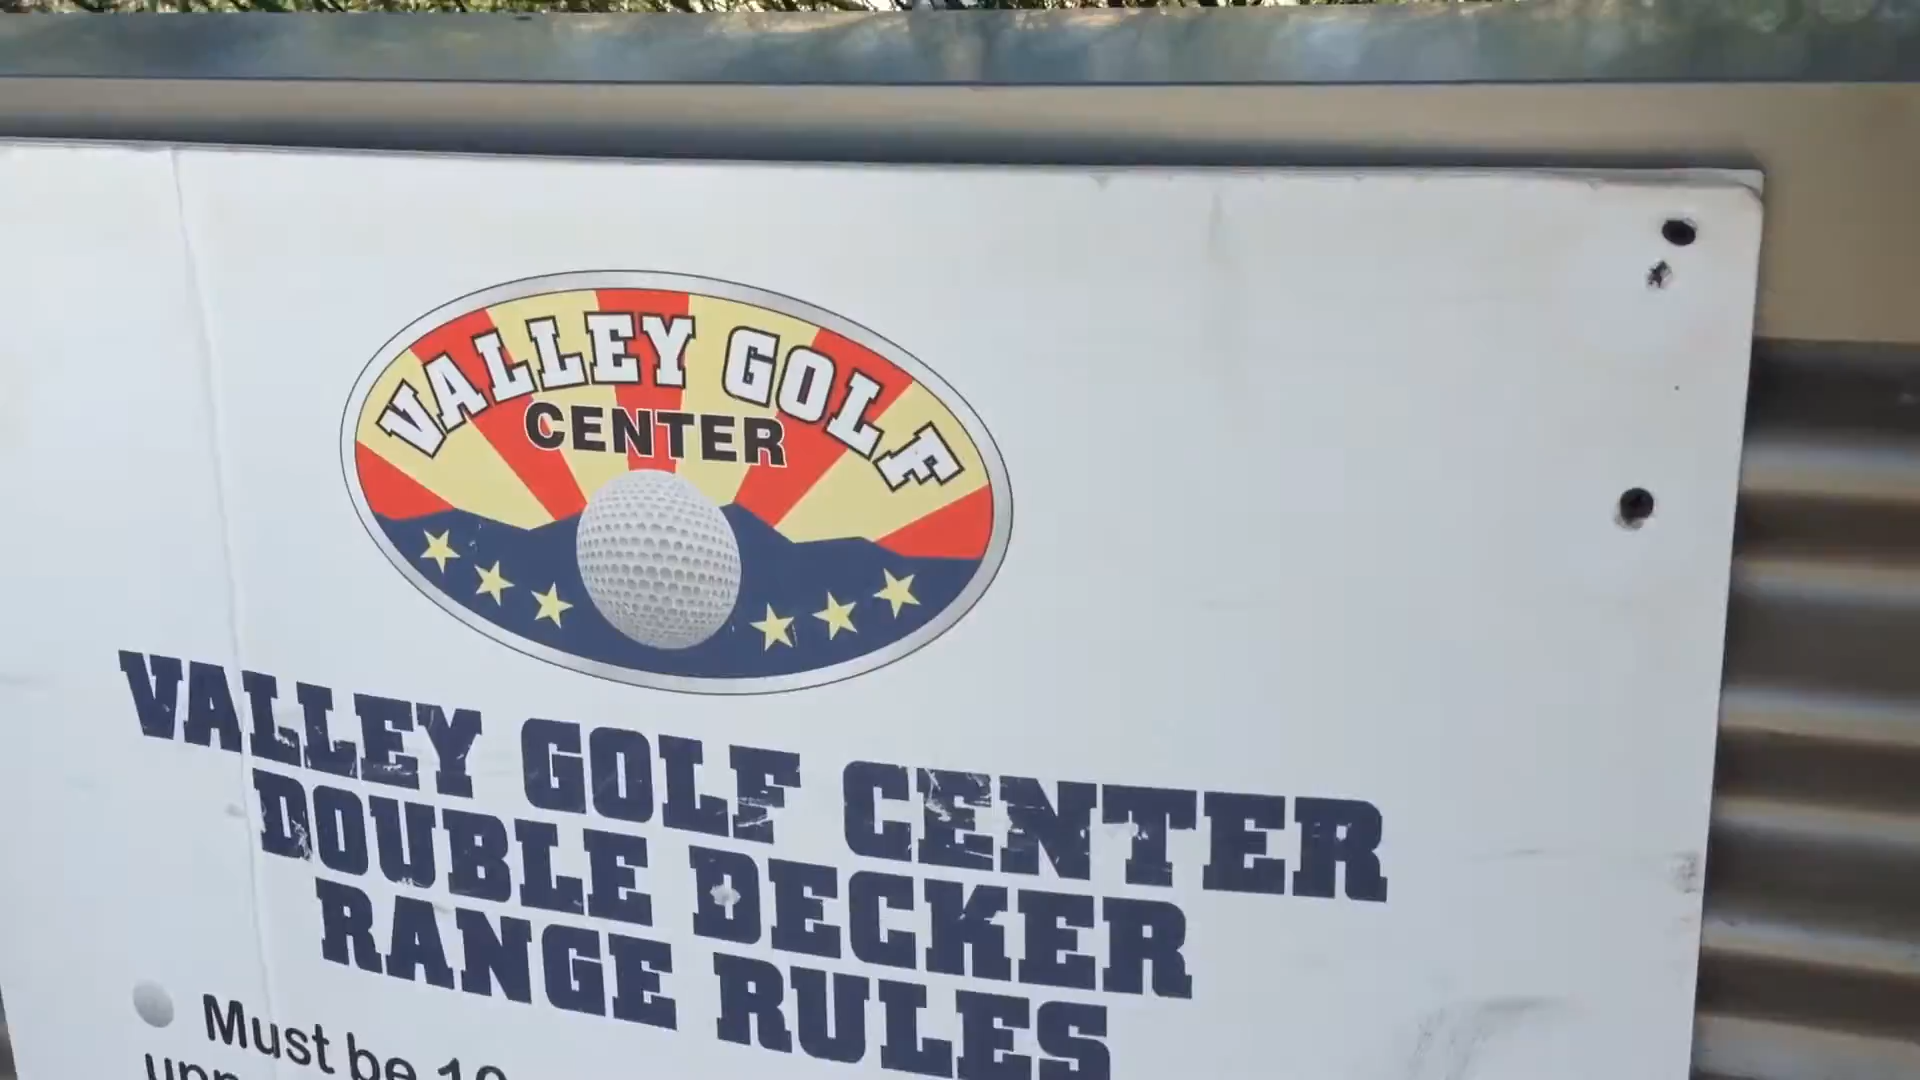 VALLEY GOLF
CENTER
VALLEY GOLF CENTER
DOUBLE DECKER
RANGE RULES
Must be